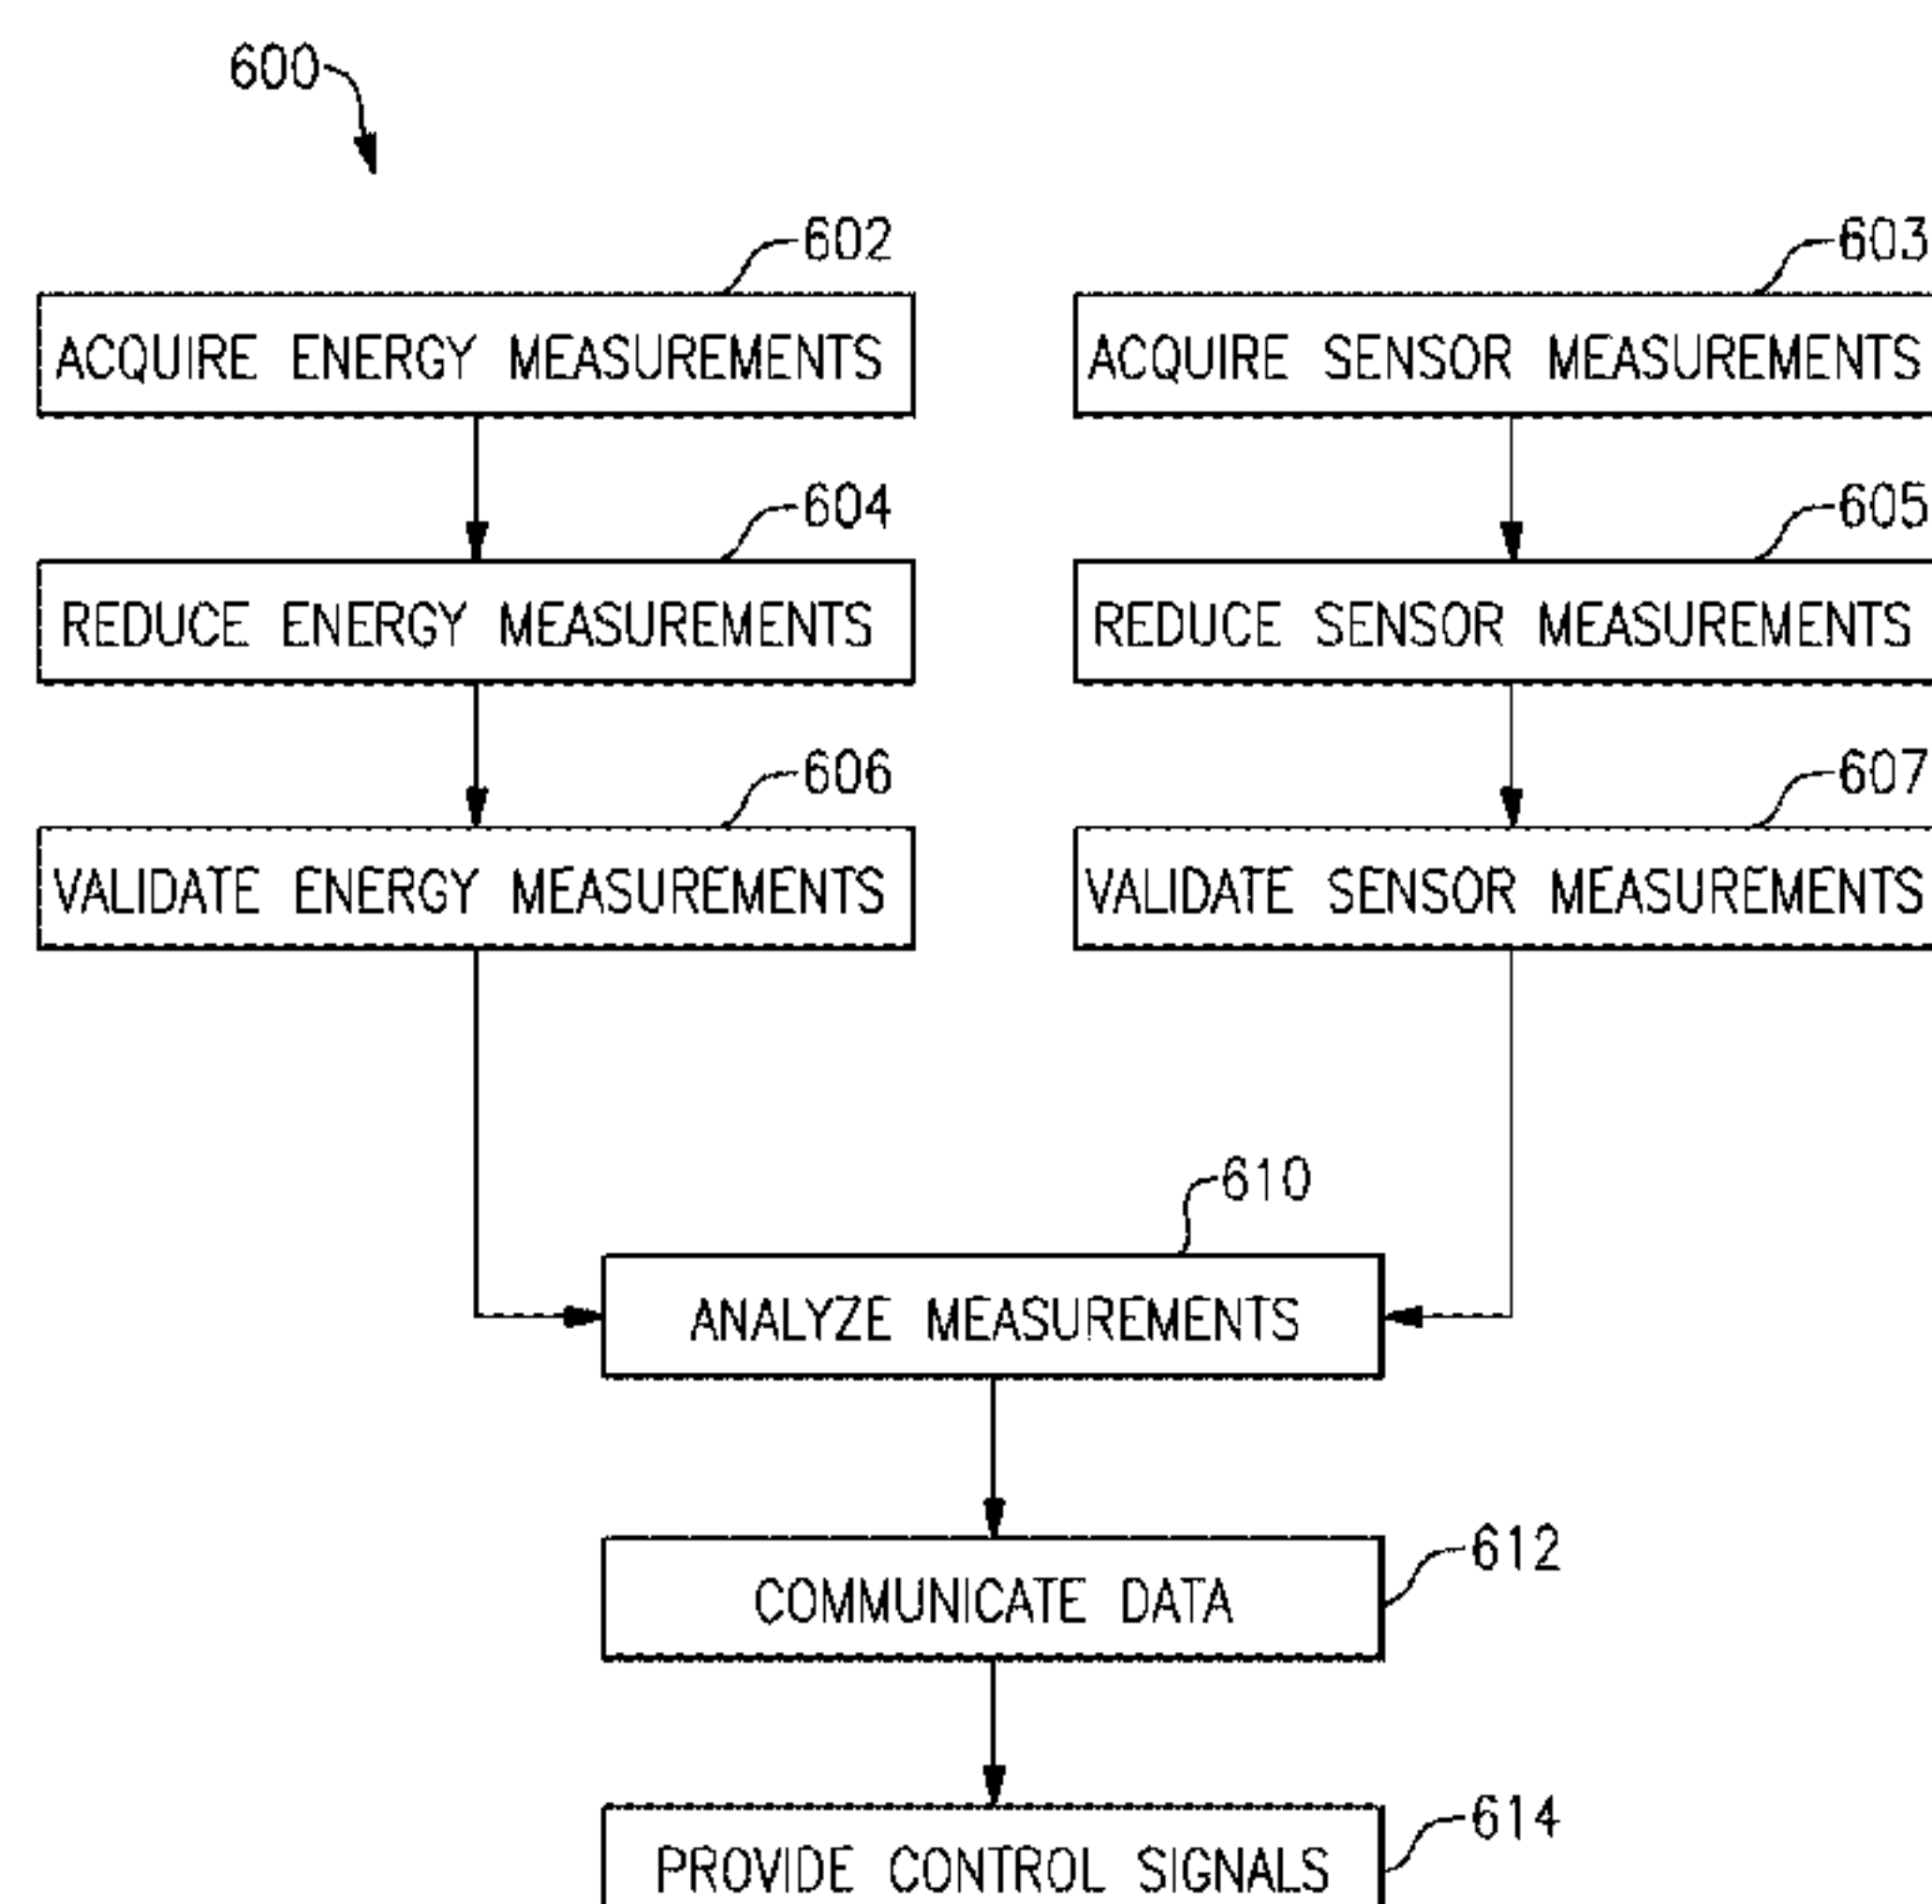 600
602
603
ACQUIRE ENERGY MEASUREMENTS
ACQUIRE SENSOR MEASUREMENTS
604
605
REDUCE ENERGY MEASUREMENTS
REDUCE SENSOR MEASUREMENTS
606
607
VALIDATE ENERGY MEASUREMENTS
VALIDATE SENSOR MEASUREMENTS
610
ANALYZE MEASUREMENTS
612
COMMUNICATE DATA
614
PROVIDE CONTROL SIGNALS